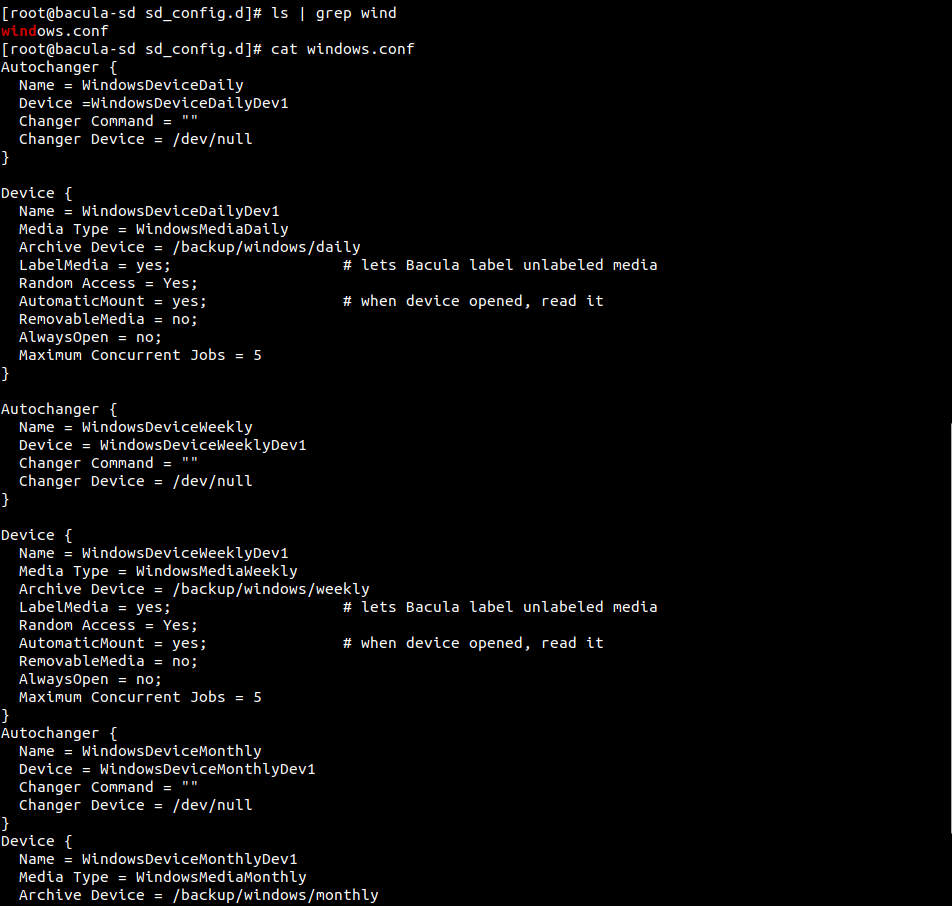 [root@bacula-sd sd_config.d]# ls | grep wind
windows.conf
[root@bacula-sd sd_config.d]# cat windows.conf
Autochanger {
  Name = WindowsDeviceDaily
  Device =WindowsDeviceDailyDev1
  Changer Command = ""
  Changer Device = /dev/null
}

Device {
  Name = WindowsDeviceDailyDev1
  Media Type = WindowsMediaDaily
  Archive Device = /backup/windows/daily
  LabelMedia = yes;                   # lets Bacula label unlabeled media
  Random Access = Yes;
  AutomaticMount = yes;               # when device opened, read it
  RemovableMedia = no;
  AlwaysOpen = no;
  Maximum Concurrent Jobs = 5
}

Autochanger {
  Name = WindowsDeviceWeekly
  Device = WindowsDeviceWeeklyDev1
  Changer Command = ""
  Changer Device = /dev/null
}

Device {
  Name = WindowsDeviceWeeklyDev1
  Media Type = WindowsMediaWeekly
  Archive Device = /backup/windows/weekly
  LabelMedia = yes;                   # lets Bacula label unlabeled media
  Random Access = Yes;
  AutomaticMount = yes;               # when device opened, read it
  RemovableMedia = no;
  AlwaysOpen = no;
  Maximum Concurrent Jobs = 5
}
Autochanger {
  Name = WindowsDeviceMonthly
  Device = WindowsDeviceMonthlyDev1
  Changer Command = ""
  Changer Device = /dev/null
}
Device {
  Name = WindowsDeviceMonthlyDev1
  Media Type = WindowsMediaMonthly
  Archive Device = /backup/windows/monthly